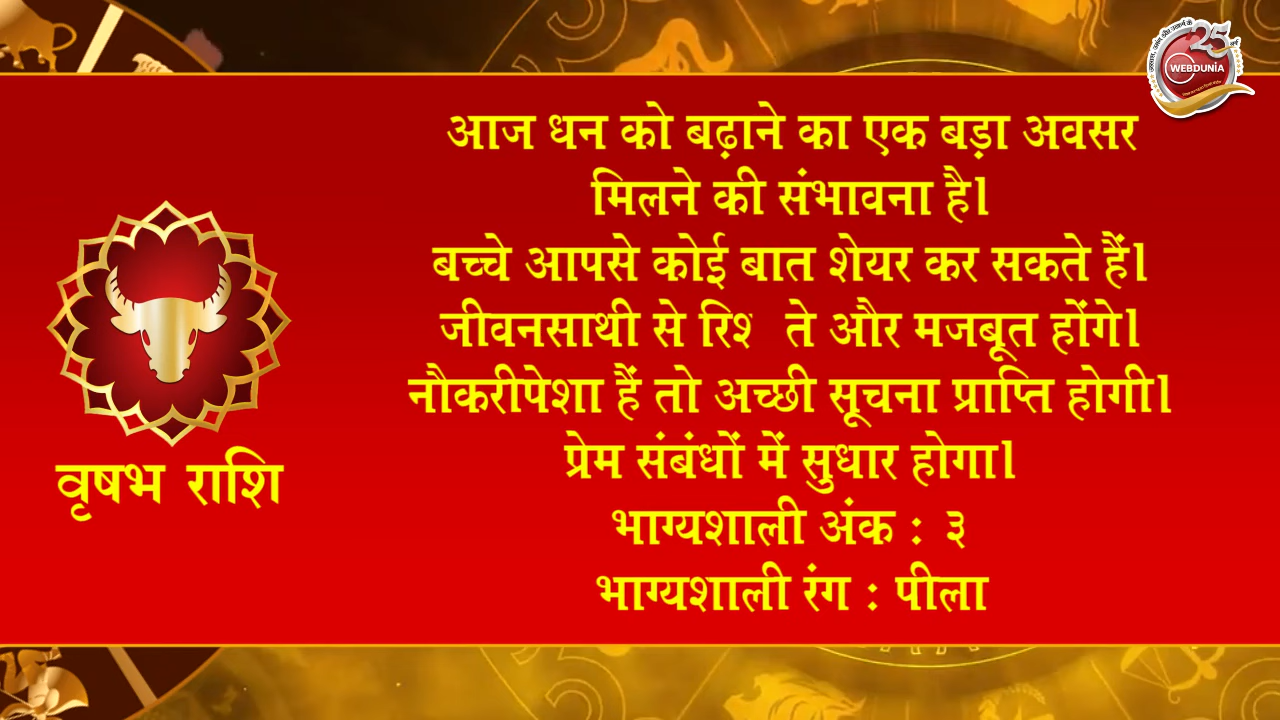 25
WEBDUNIA
आज धन को बढ़ाने का एक बड़ा अवसर
मिलने की संभावना है।
बच्चे आपसे कोई बात शेयर कर सकते हैं।
जीवनसाथी से रिश ते और मजबूत होंगे।
नौकरीपेशा हैं तो अच्छी सूचना प्राप्ति होगी।
प्रेम संबंधों में सुधार होगा।
भाग्यशाली अंक : ३
भाग्यशाली रंग : पीला
वृषभ राशि